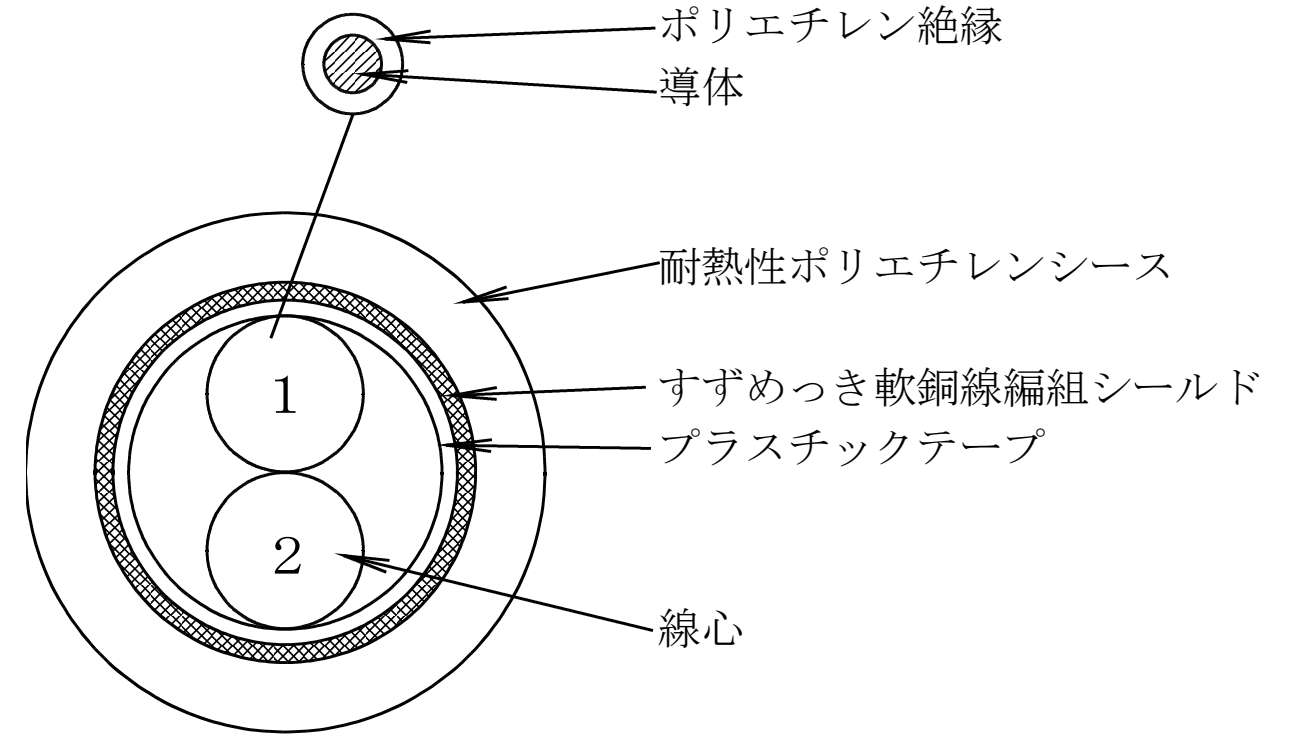 ポリエチレン絶縁
導体
耐熱性ポリエチレンシース
1
すずめっき軟銅線編組シールド
プラスチックテープ
2
線心